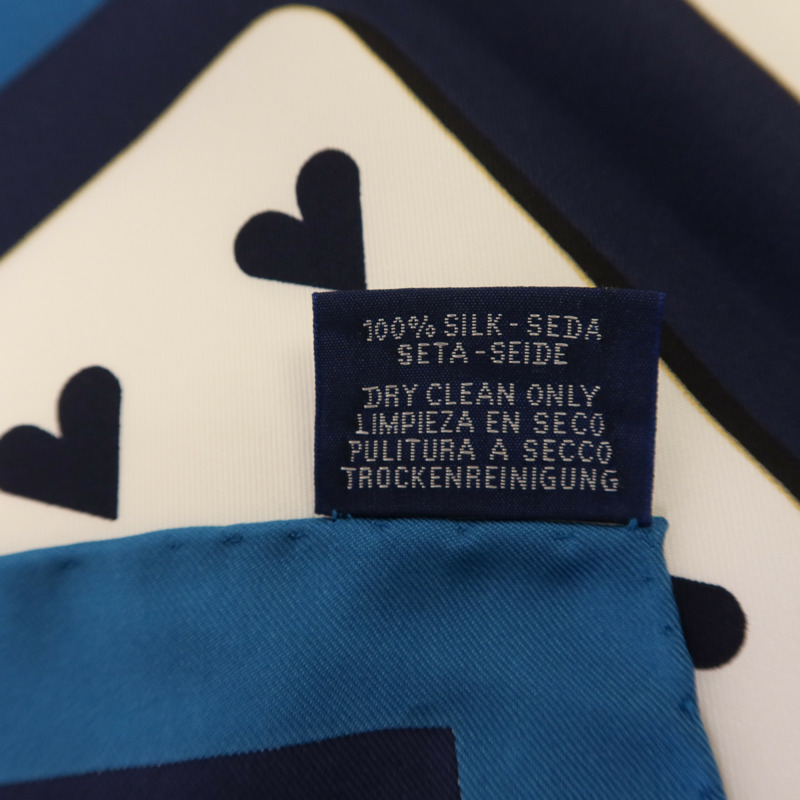 100% SILK - SEDA
SETA - SEIDE
DRY CLEAN ONLY
LIMPIEZA EN SECO
PULITURA A SECCO
TROCKENREINIGUNG